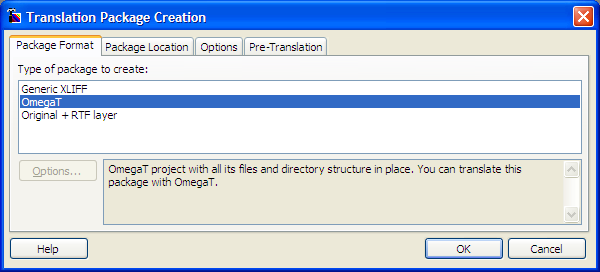 Translation Package Creation
Package Format Package Location Options Pre-Translation
Type of package to create:
Generic XLIFF
OmegaT
Original + RTF layer
Options...
OmegaT project with all its files and directory structure in place. You can translate this
package with OmegaT.
Help OK Cancel